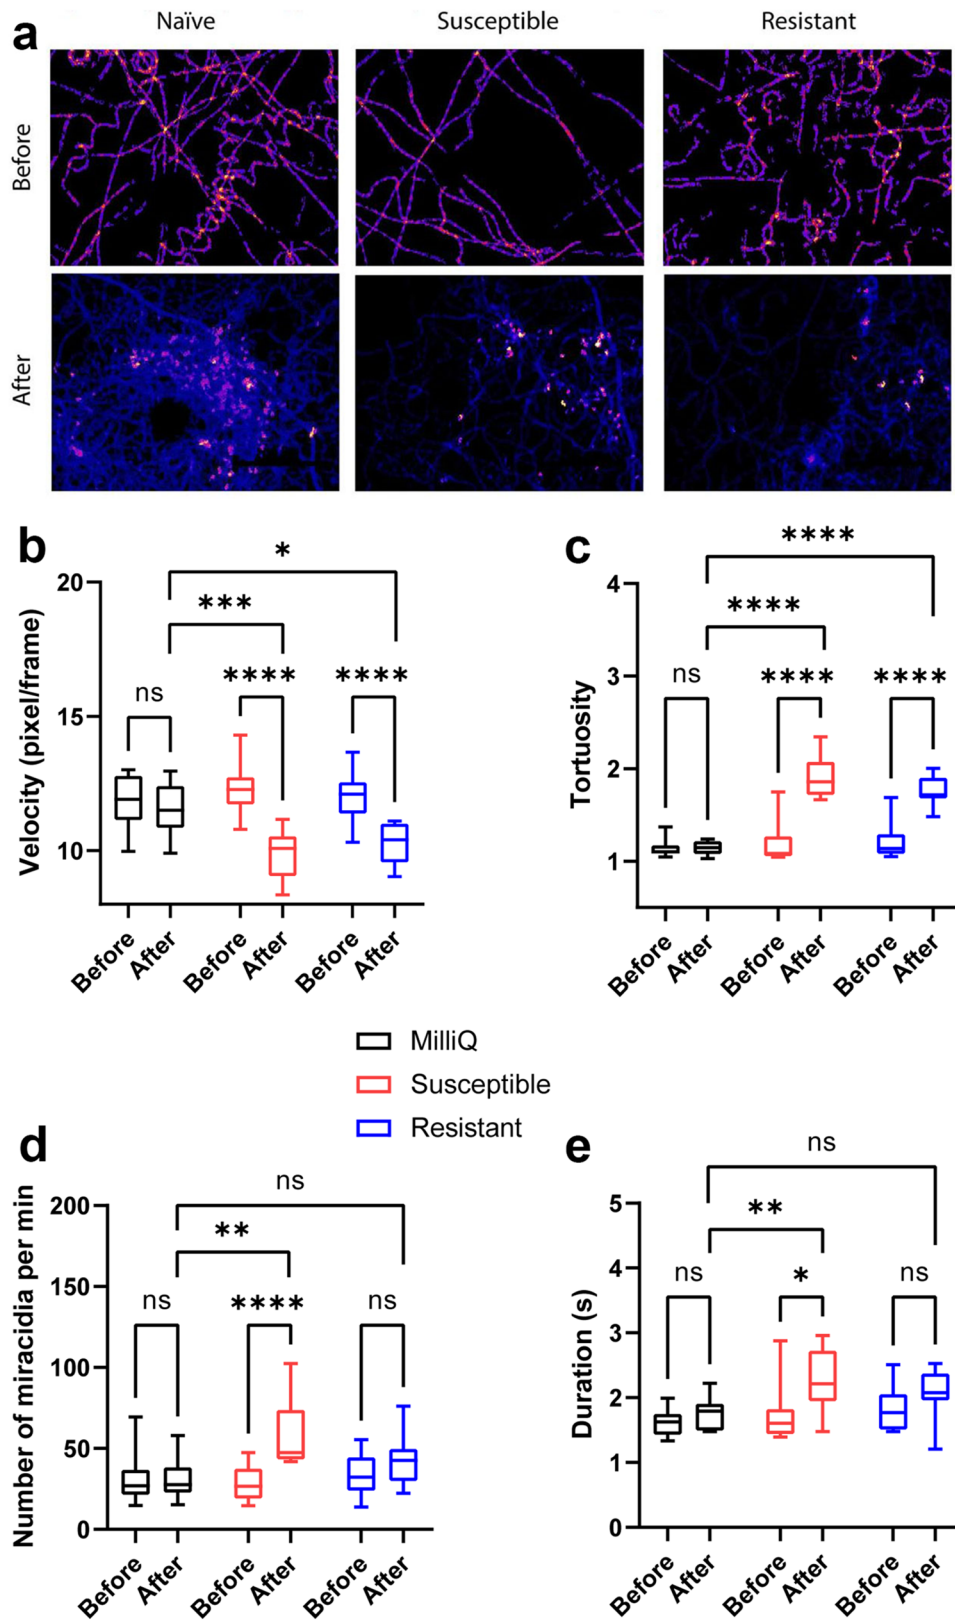 a
Naïve
Susceptible
Resistant
Before
After
b
*
***
ns
****
****
20
15
10
Velocity (pixel/frame)
Before
After
Before
After
Before
After
c
****
****
ns
****
****
4
3
2
1
Tortuosity
Before
After
Before
After
Before
After
MilliQ
Susceptible
Resistant
d
ns
**
ns
****
ns
200
150
100
50
0
Number of miracidia per min
Before
After
Before
After
Before
After
e
ns
**
ns
*
ns
5
4
3
2
1
0
Duration (s)
Before
After
Before
After
Before
After